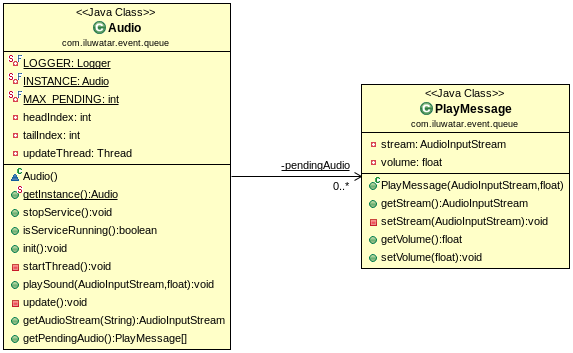 <<Java Class>>
Audio
com.iluwatar.event.queue
LOGGER: Logger
INSTANCE: Audio
MAX_PENDING: int
headIndex: int
tailIndex: int
updateThread: Thread
Audio()
getInstance():Audio
stopService():void
isServiceRunning():boolean
init():void
startThread():void
playSound(AudioInputStream,float):void
update():void
getAudioStream(String):AudioInputStream
getPendingAudio():PlayMessage[]
-pendingAudio
0..*
<<Java Class>>
PlayMessage
com.iluwatar.event.queue
stream: AudioInputStream
volume: float
PlayMessage(AudioInputStream,float)
getStream():AudioInputStream
setStream(AudioInputStream):void
getVolume():float
setVolume(float):void